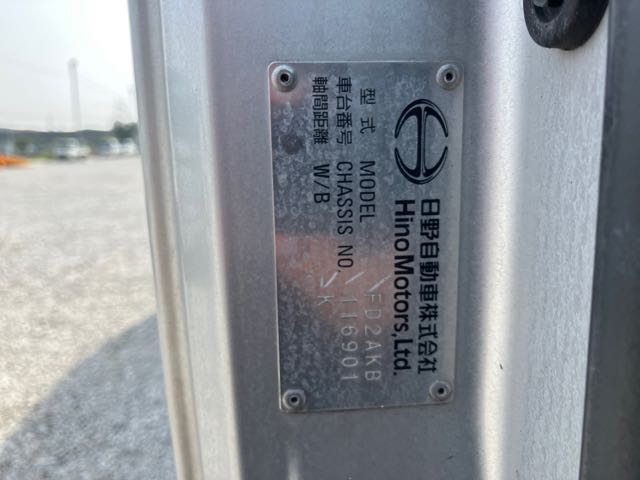 日野自動車株式会社
HinoMotors,Ltd.
型式 MODEL FD2AKB
車台番号 CHASSIS NO. 116901
軸間距離 W/B K